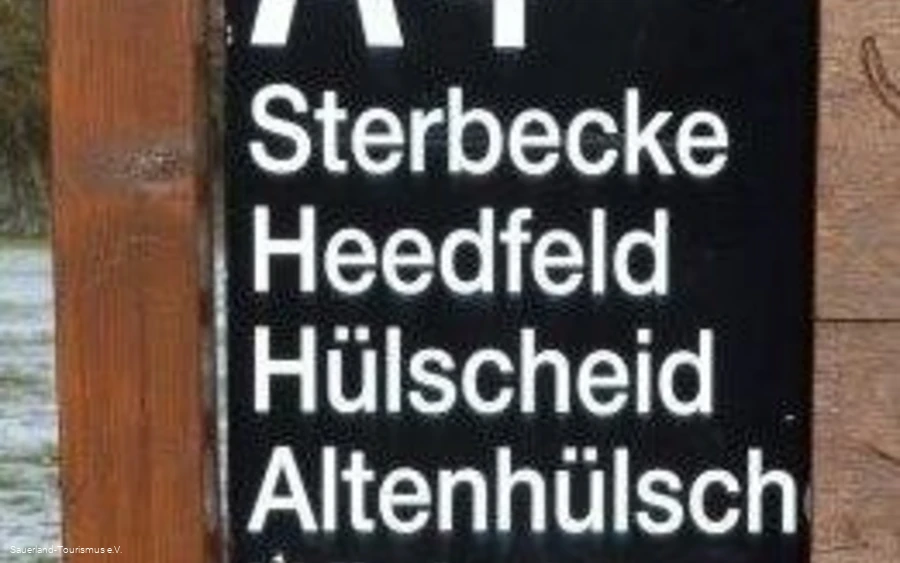 Sterbecke
Heedfeld
Hülscheid
Altenhülsch
Sauerland-Tourismus e.V.